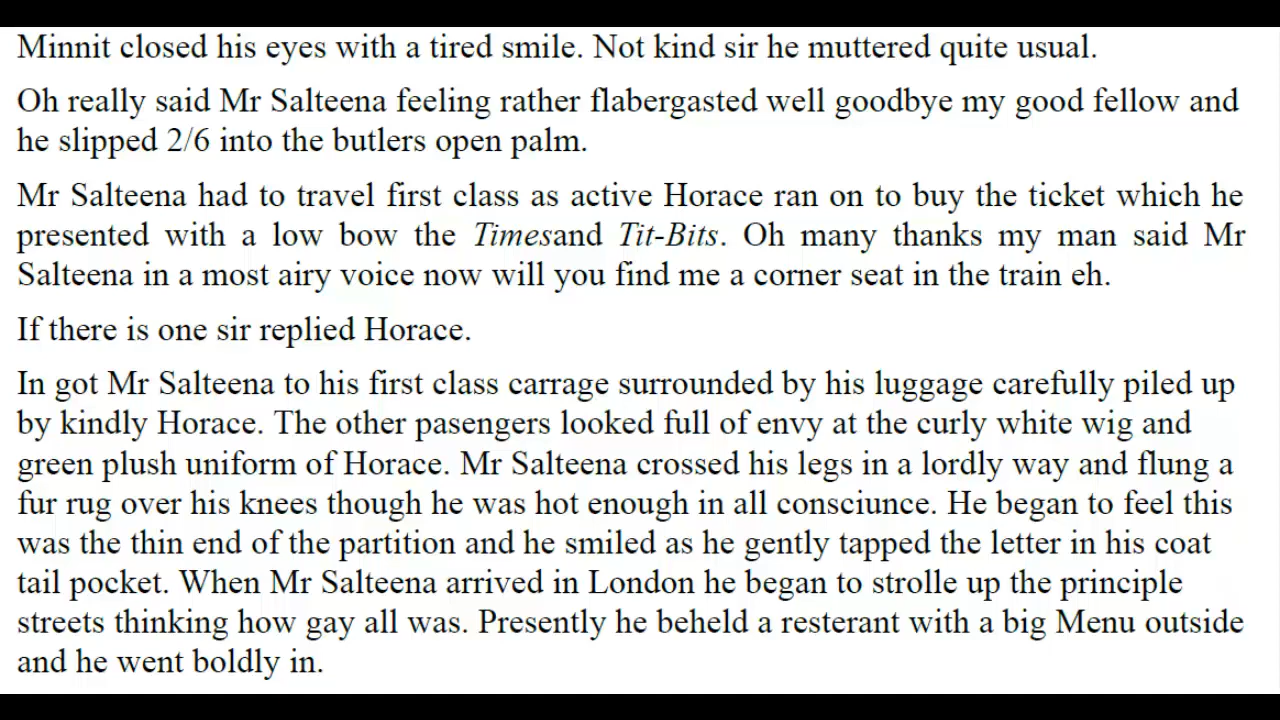 Minnit closed his eyes with a tired smile. Not kind sir he muttered quite usual.
Oh really said Mr Salteena feeling rather flabergasted well goodbye my good fellow and
he slipped 2/6 into the butlers open palm.
Mr Salteena had to travel first class as active Horace ran on to buy the ticket which he
presented with a low bow the Timesand Tit-Bits. Oh many thanks my man said Mr
Salteena in a most airy voice now will you find me a corner seat in the train eh.
If there is one sir replied Horace.
In got Mr Salteena to his first class carrage surrounded by his luggage carefully piled up
by kindly Horace. The other pasengers looked full of envy at the curly white wig and
green plush uniform of Horace. Mr Salteena crossed his legs in a lordly way and flung a
fur rug over his knees though he was hot enough in all consciunce. He began to feel this
was the thin end of the partition and he smiled as he gently tapped the letter in his coat
tail pocket. When Mr Salteena arrived in London he began to strolle up the principle
streets thinking how gay all was. Presently he beheld a resterant with a big Menu outside
and he went boldly in.